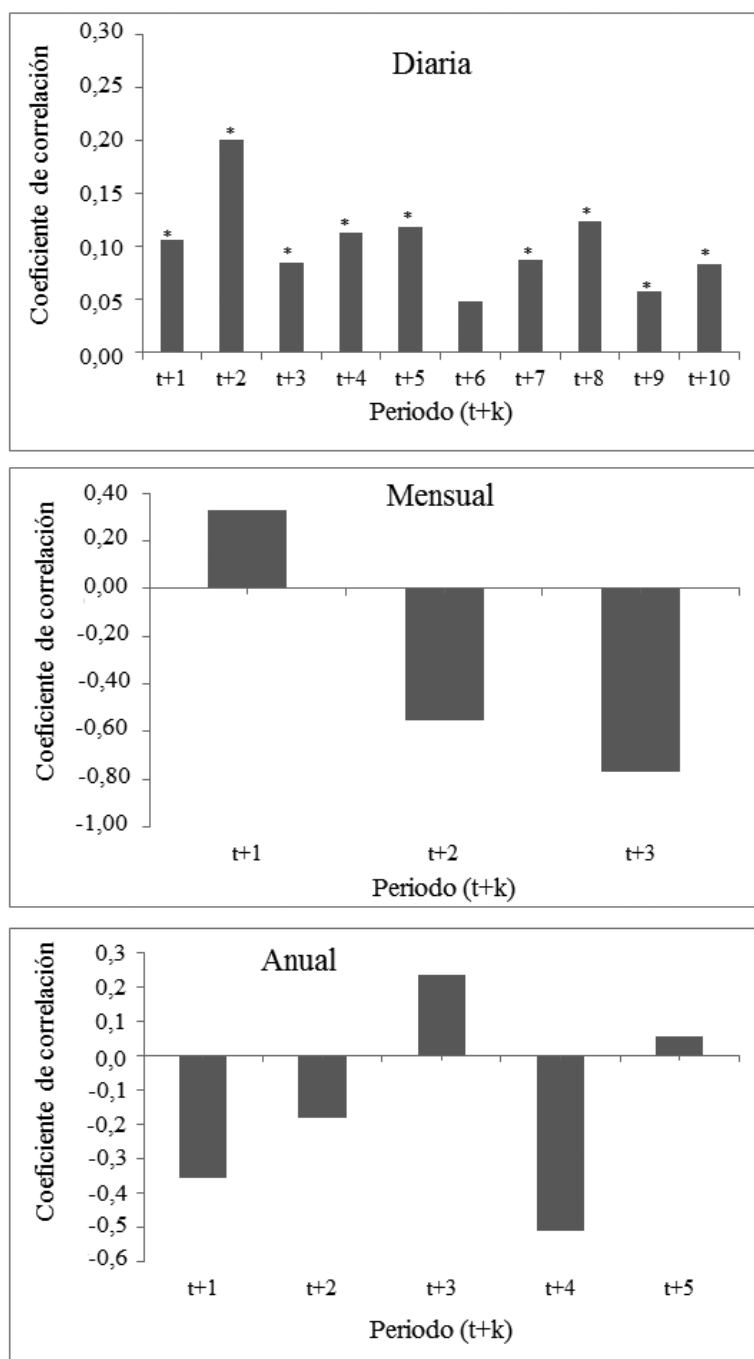 Diaria
Coeficiente de correlación
0,30
0,25
0,20
0,15
0,10
0,05
0,00
* * * * * * * * *
t+1 t+2 t+3 t+4 t+5 t+6 t+7 t+8 t+9 t+10
Periodo (t+k)
Mensual
Coeficiente de correlación
0,40
0,20
0,00
-0,20
-0,40
-0,60
-0,80
-1,00
t+1 t+2 t+3
Periodo (t+k)
Anual
Coeficiente de correlación
0,3
0,2
0,1
0,0
-0,1
-0,2
-0,3
-0,4
-0,5
-0,6
t+1 t+2 t+3 t+4 t+5
Periodo (t+k)